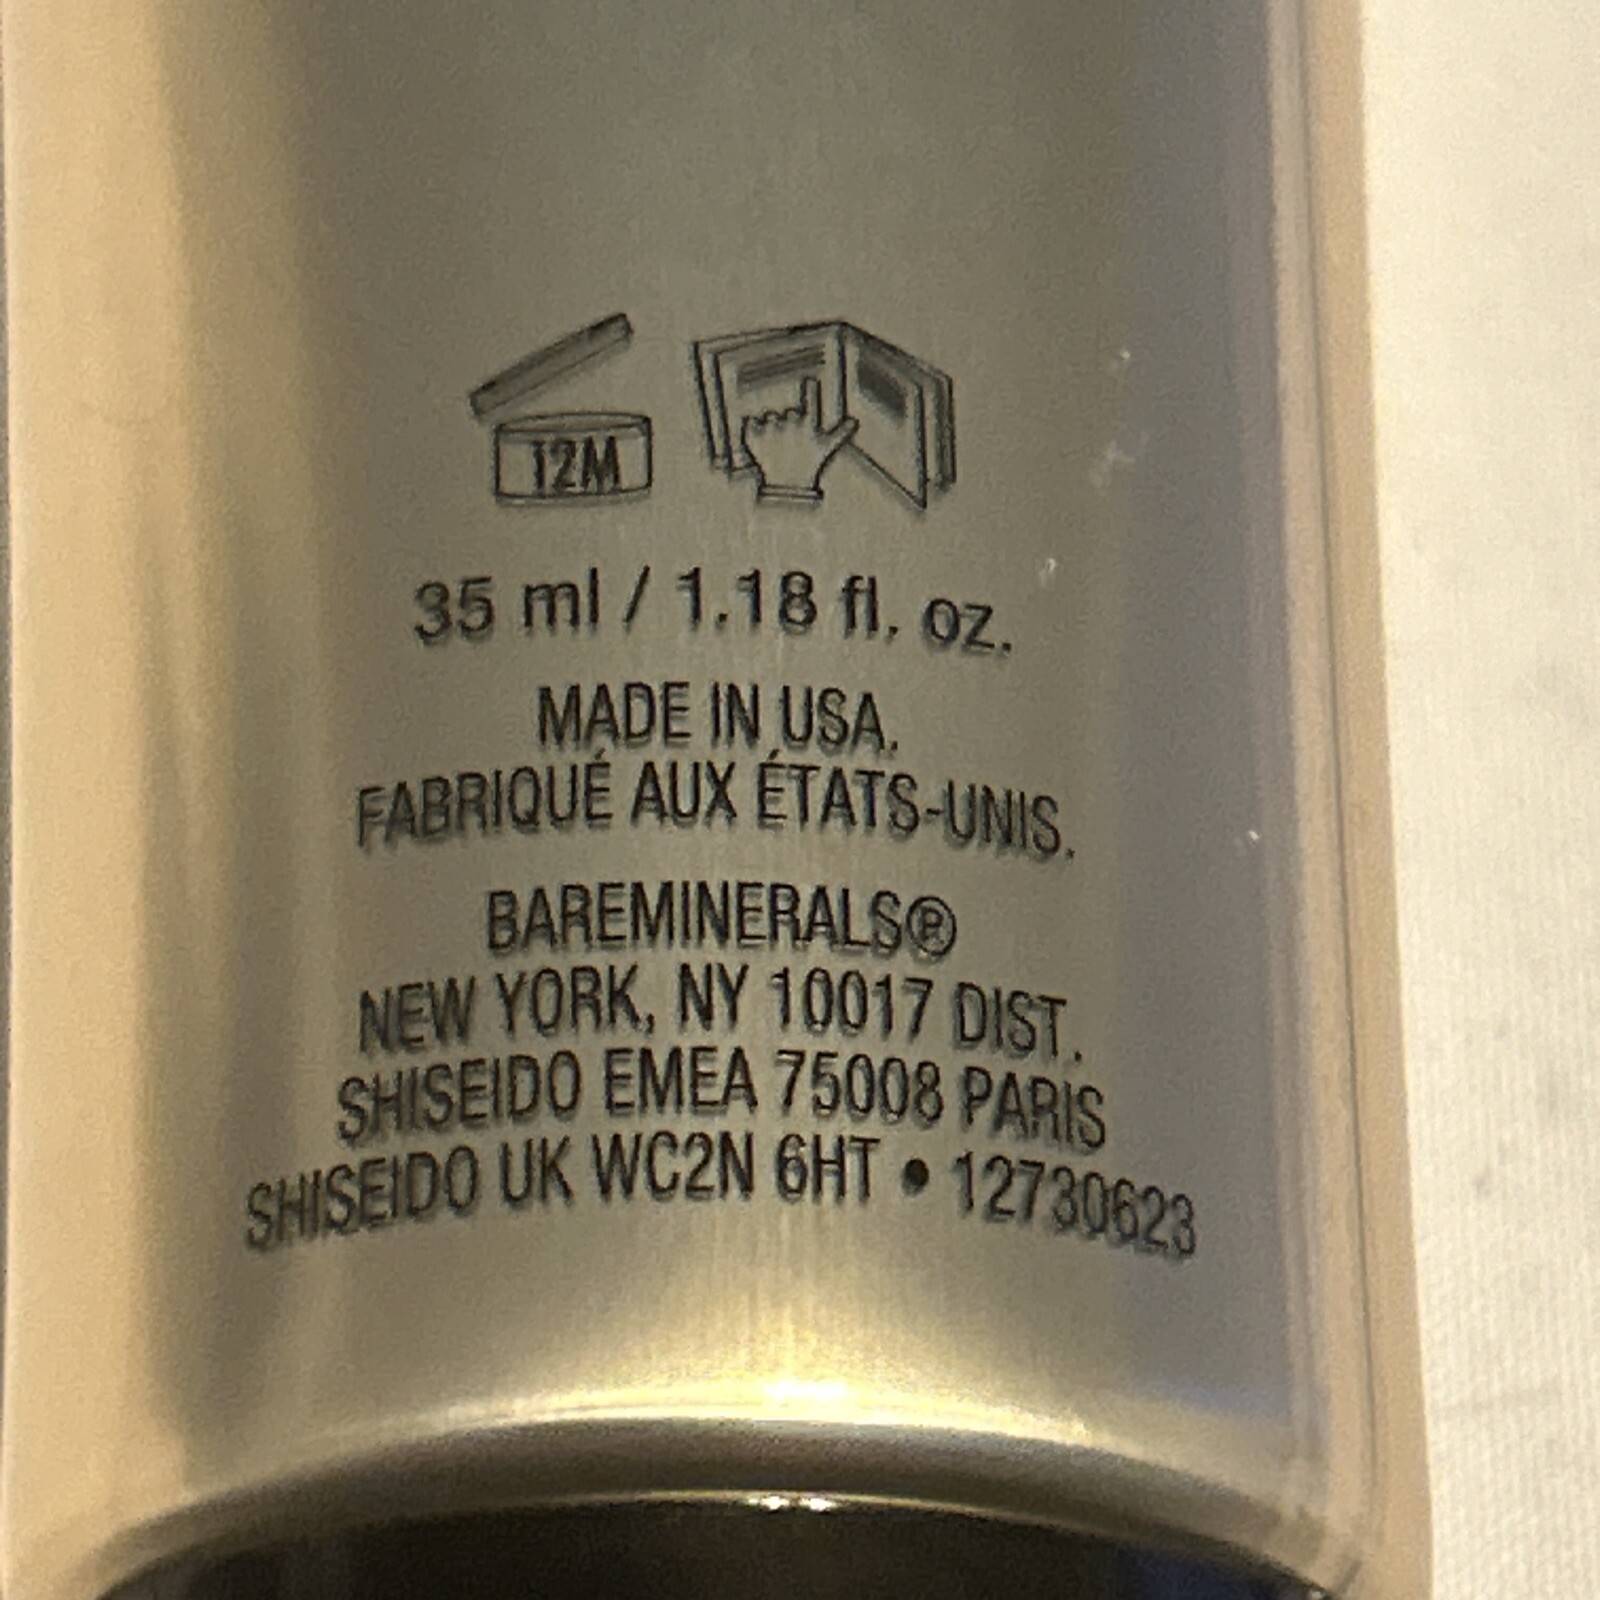 12M
35 ml / 1.18 fl. oz.
MADE IN USA.
FABRIQUÉ AUX ÉTATS-UNIS.
BAREMINERALS®
NEW YORK, NY 10017 DIST.
SHISEIDO EMEA 75008 PARIS
SHISEIDO UK WC2N 6HT • 12730623